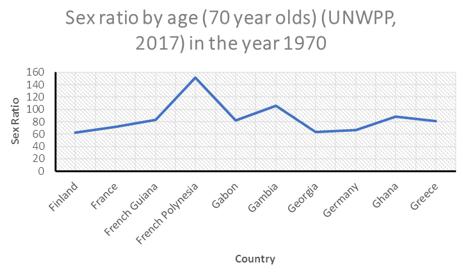 Sex ratio by age (70 year olds) (UNWPP,
2017) in the year 1970
Sex Ratio
160
140
120
100
80
60
40
20
0
Finland
France
French Guiana
French Polynesia
Gabon
Gambia
Georgia
Germany
Ghana
Greece
Country